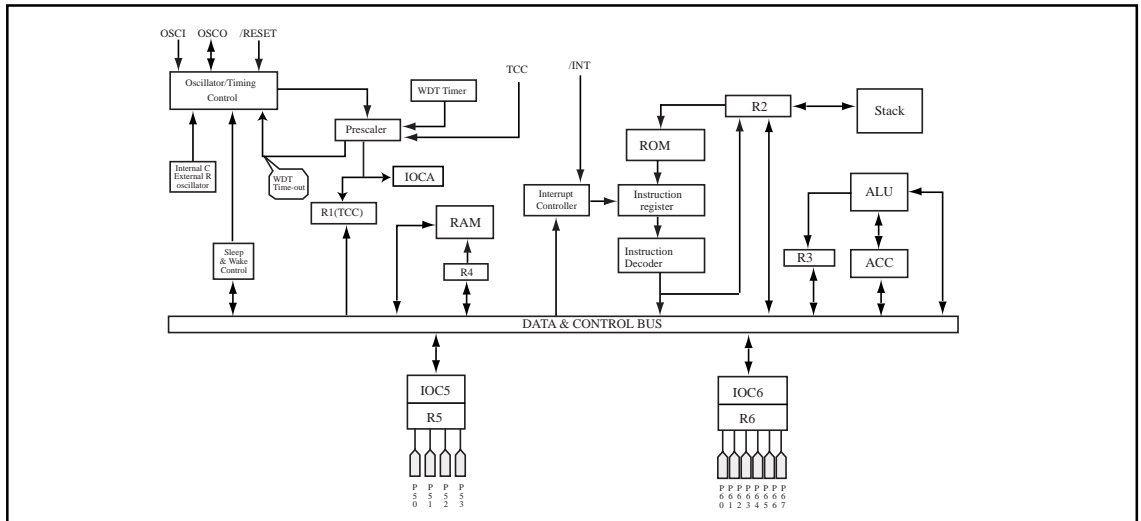 OSCI OSCO /RESET
TCC
/INT
Oscillator/Timing
Control
WDT Timer
R2
Stack
Prescaler
ROM
Internal C
External R
oscillator
WDT
Time-out
IOCA
Interrupt
Controller
Instruction
register
ALU
R1(TCC)
RAM
Sleep
& Wake
Control
R4
Instruction
Decoder
R3
ACC
DATA & CONTROL BUS
IOC5
R5
IOC6
R6
P50 P51 P52 P53
P60 P61 P62 P63 P64 P65 P66 P67